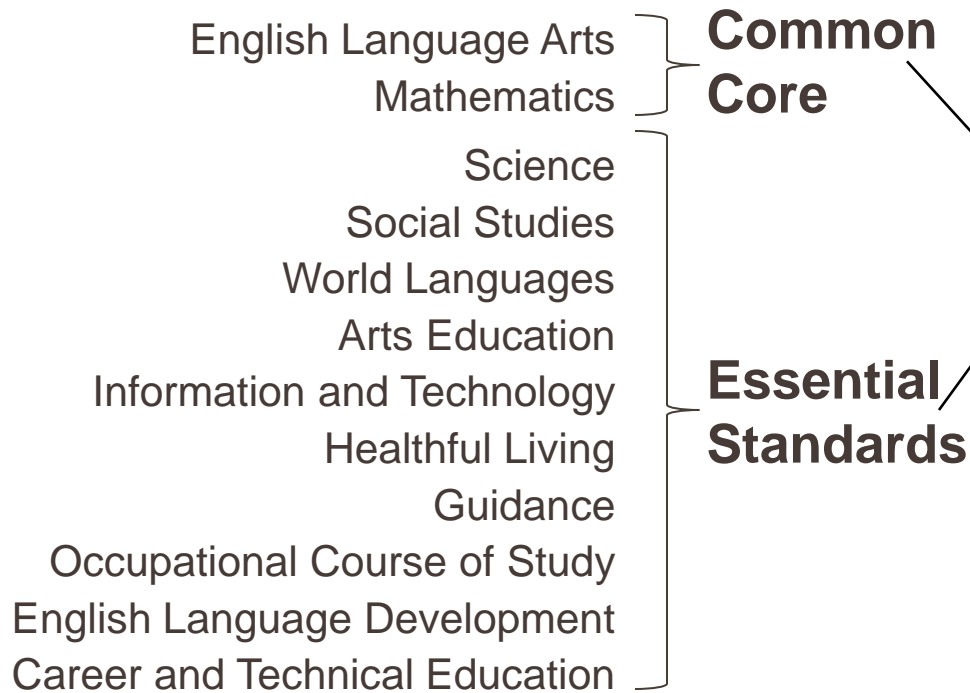 English Language Arts
Mathematics
Common
Core
Science
Social Studies
World Languages
Arts Education
Information and Technology
Healthful Living
Guidance
Occupational Course of Study
English Language Development
Career and Technical Education
Essential
Standards